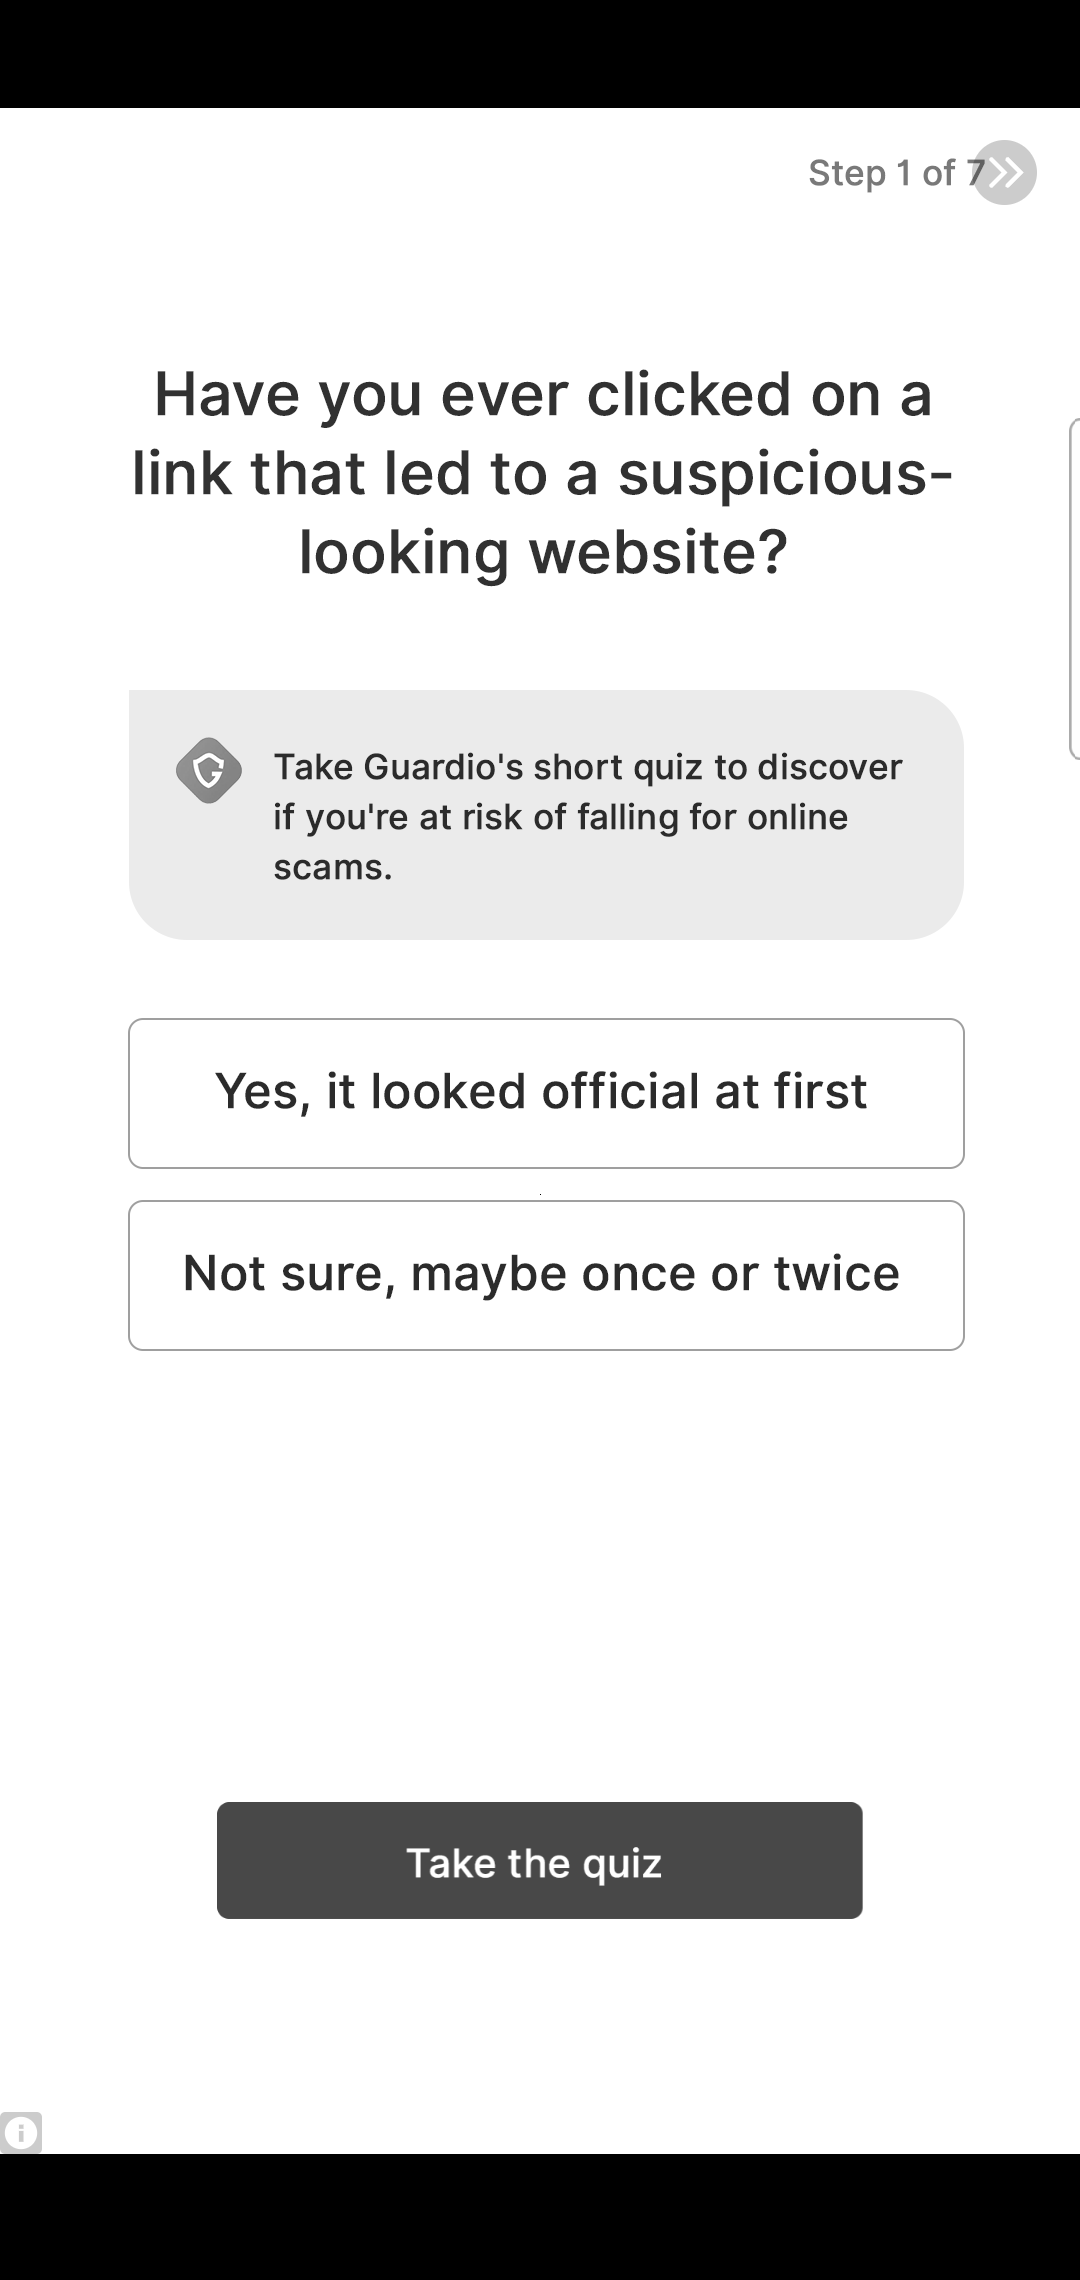 Step 1 of 7
Have you ever clicked on a
link that led to a suspicious-
looking website?
Take Guardio's short quiz to discover
if you're at risk of falling for online
scams.
Yes, it looked official at first
Not sure, maybe once or twice
Take the quiz